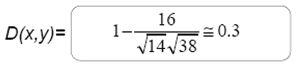 D(x,y)= 1 − 16 / (√14√38) ≅ 0.3